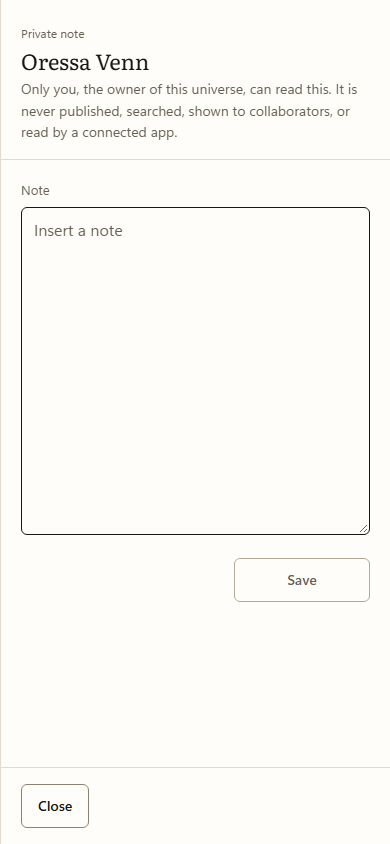 Private note
Oressa Venn
Only you, the owner of this universe, can read this. It is
never published, searched, shown to collaborators, or
read by a connected app.
Note
Insert a note
Save
Close